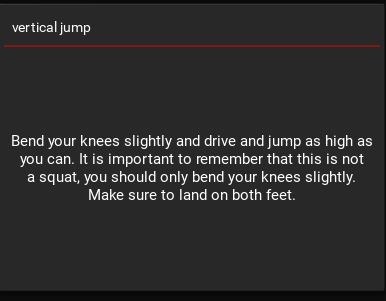 vertical jump
Bend your knees slightly and drive and jump as high as
you can. It is important to remember that this is not
a squat, you should only bend your knees slightly.
Make sure to land on both feet.